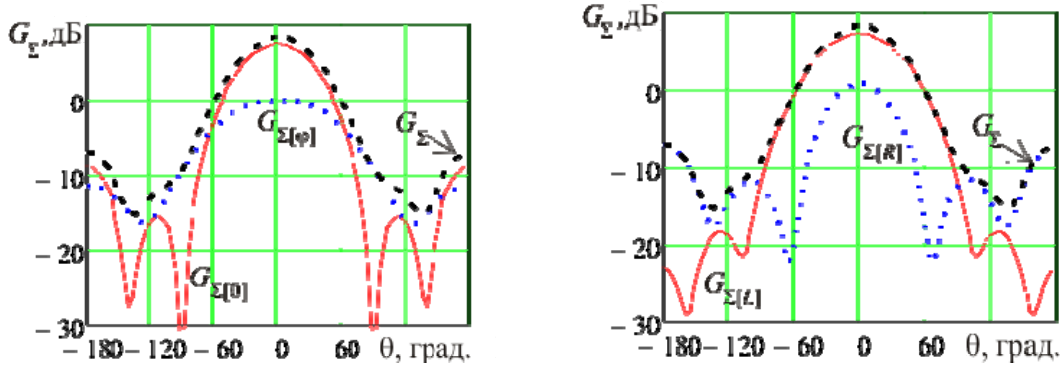 G_Σ, дБ
0
− 10
− 20
− 30
G_Σ[φ]
G_Σ
G_Σ[θ]
− 180 − 120 − 60 0 60 θ, град.
G_Σ, дБ
0
− 10
− 20
− 30
G_Σ[R]
G_Σ
G_Σ[L]
− 180 − 120 − 60 0 60 θ, град.